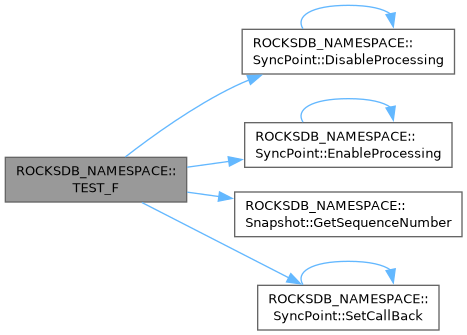 ROCKSDB_NAMESPACE::
TEST_F
ROCKSDB_NAMESPACE::
SyncPoint::DisableProcessing
ROCKSDB_NAMESPACE::
SyncPoint::EnableProcessing
ROCKSDB_NAMESPACE::
Snapshot::GetSequenceNumber
ROCKSDB_NAMESPACE::
SyncPoint::SetCallBack